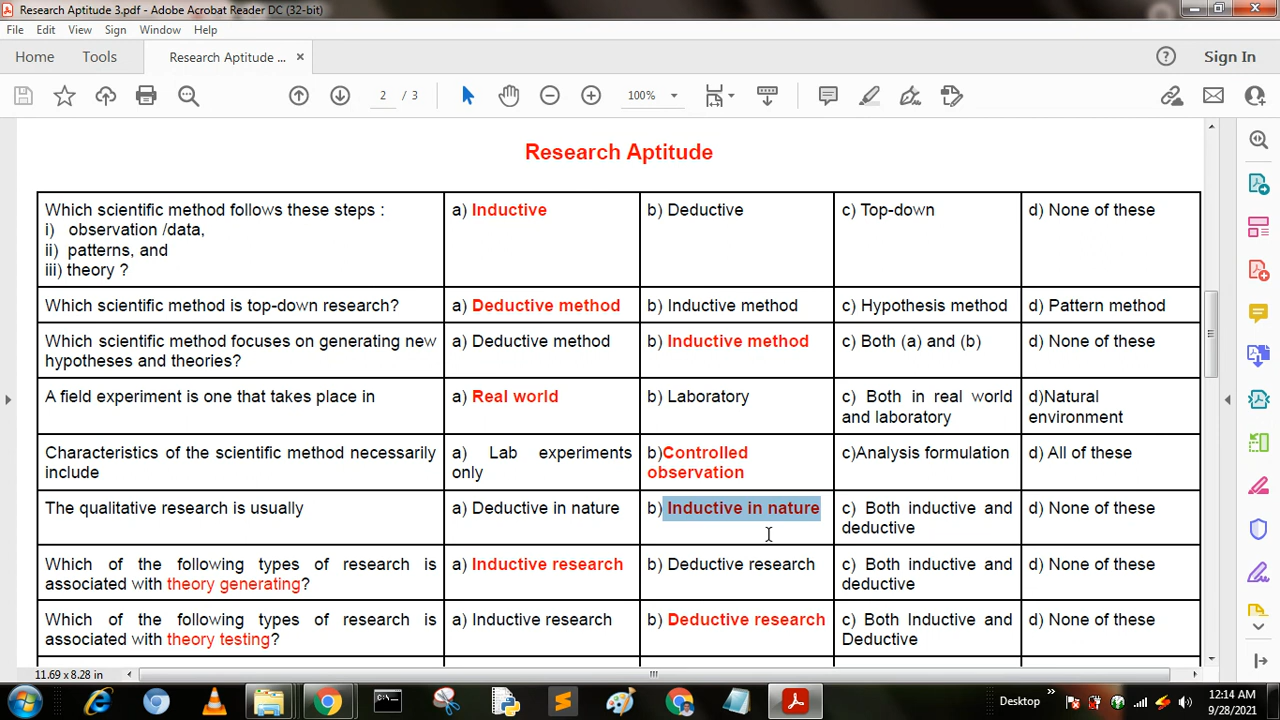 Research Aptitude 3.pdf - Adobe Acrobat Reader DC (32-bit)
File Edit View Sign Window Help
Home Tools Research Aptitude ... × Sign In
2 / 3 100%
Research Aptitude
Which scientific method follows these steps : a) Inductive b) Deductive c) Top-down d) None of these
i) observation /data,
ii) patterns, and
iii) theory ?
Which scientific method is top-down research? a) Deductive method b) Inductive method c) Hypothesis method d) Pattern method
Which scientific method focuses on generating new a) Deductive method b) Inductive method c) Both (a) and (b) d) None of these
hypotheses and theories?
A field experiment is one that takes place in a) Real world b) Laboratory c) Both in real world d)Natural
and laboratory environment
Characteristics of the scientific method necessarily a) Lab experiments b)Controlled c)Analysis formulation d) All of these
include only observation
The qualitative research is usually a) Deductive in nature b) Inductive in nature c) Both inductive and d) None of these
deductive
Which of the following types of research is a) Inductive research b) Deductive research c) Both inductive and d) None of these
associated with theory generating? deductive
Which of the following types of research is a) Inductive research b) Deductive research c) Both Inductive and d) None of these
associated with theory testing? Deductive
11.69 x 8.28 in
Desktop » 12:14 AM
9/28/2021